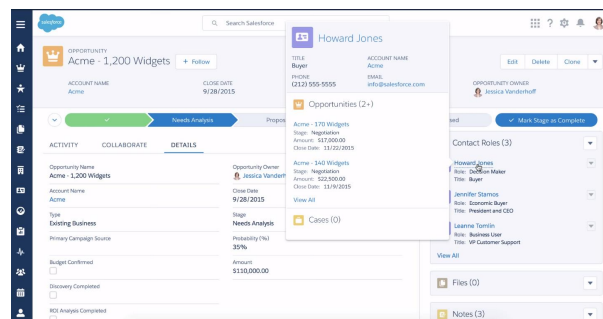 salesforce
Search Salesforce
OPPORTUNITY
Acme - 1,200 Widgets
+ Follow
Edit
Delete
Clone
ACCOUNT NAME
Acme
CLOSE DATE
9/28/2015
OPPORTUNITY OWNER
Jessica Vanderhoff
Needs Analysis
Mark Stage as Complete
ACTIVITY
COLLABORATE
DETAILS
Opportunity Name
Acme - 1,200 Widgets
Account Name
Acme
Type
Existing Business
Primary Campaign Source
Budget Confirmed
Discovery Completed
ROI Analysis Completed
Opportunity Owner
Jessica
Close Date
9/28/2015
Stage
Needs Analysis
Probability (%)
35%
Amount
$110,000.00
Howard Jones
TITLE
Buyer
ACCOUNT NAME
Acme
PHONE
(212) 555-5555
EMAIL
info@salesforce.com
Opportunities (2+)
Acme - 170 Widgets
Stage: Negotiation
Amount: $17,000.00
Close Date: 11/22/2015
Acme - 140 Widgets
Stage: Negotiation
Amount: $22,500.00
Close Date: 11/9/2015
View All
Cases (0)
Contact Roles (3)
Howard Jones
Role: Decision Maker
Title: Buyer
Jennifer Stamos
Role: Economic Buyer
Title: President and CEO
Leanne Tomlin
Role: Business User
Title: VP Customer Support
View All
Files (0)
Notes (3)